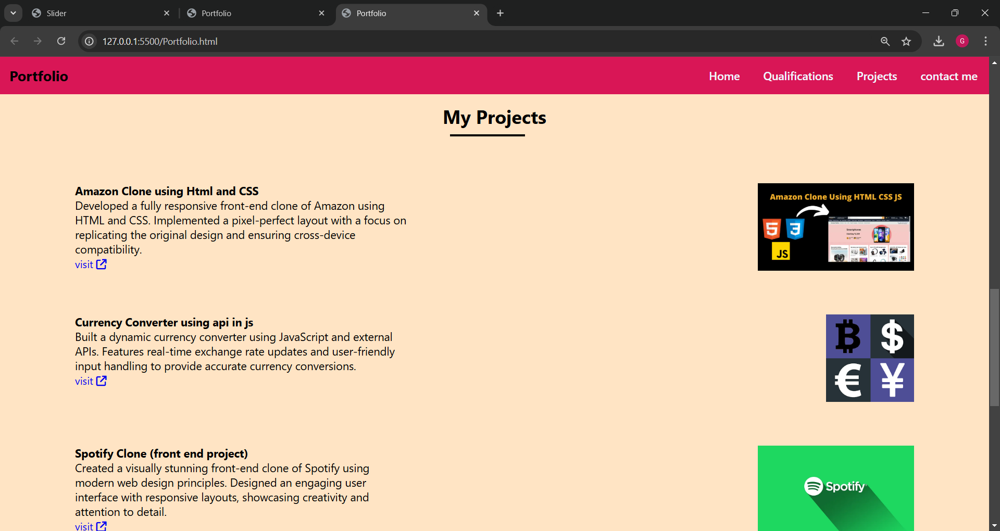 Slider
Portfolio
Portfolio
127.0.0.1:5500/Portfolio.html
G
Portfolio
Home
Qualifications
Projects
contact me
My Projects
Amazon Clone using Html and CSS
Developed a fully responsive front-end clone of Amazon using
HTML and CSS. Implemented a pixel-perfect layout with a focus on
replicating the original design and ensuring cross-device
compatibility.
visit
Amazon Clone Using HTML CSS JS
5
3
JS
Smartphones
Currency Converter using api in js
Built a dynamic currency converter using JavaScript and external
APIs. Features real-time exchange rate updates and user-friendly
input handling to provide accurate currency conversions.
visit
₿ $
€ ¥
Spotify Clone (front end project)
Created a visually stunning front-end clone of Spotify using
modern web design principles. Designed an engaging user
interface with responsive layouts, showcasing creativity and
attention to detail.
visit
Spotify